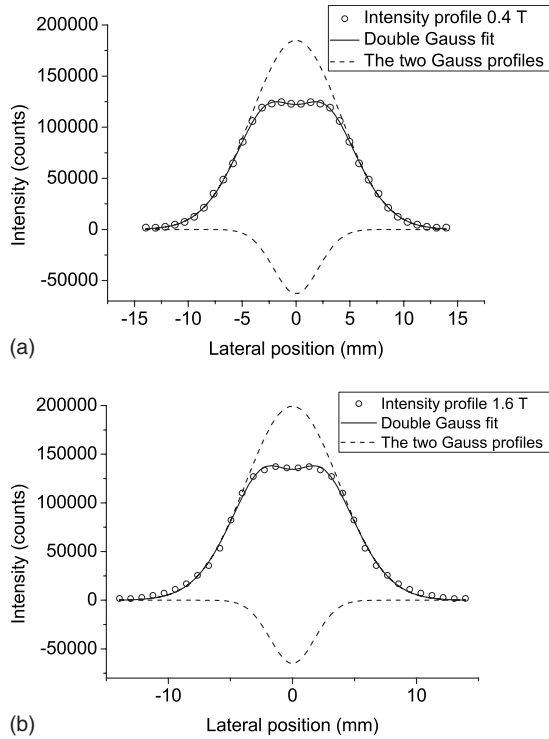 Intensity profile 0.4 T
Double Gauss fit
The two Gauss profiles
200000
150000
100000
50000
0
-50000
Intensity (counts)
-15 -10 -5 0 5 10 15
Lateral position (mm)
(a)
Intensity profile 1.6 T
Double Gauss fit
The two Gauss profiles
200000
150000
100000
50000
0
-50000
Intensity (counts)
-10 0 10
Lateral position (mm)
(b)